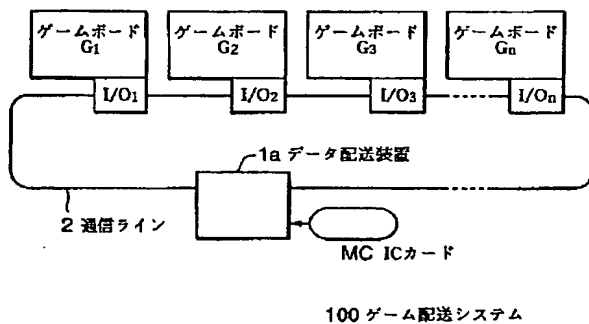 ゲームボード
G1
ゲームボード
G2
ゲームボード
G3
ゲームボード
Gn
I/O1
I/O2
I/O3
I/On
1a データ配送装置
2 通信ライン
MC ICカード
100 ゲーム配送システム